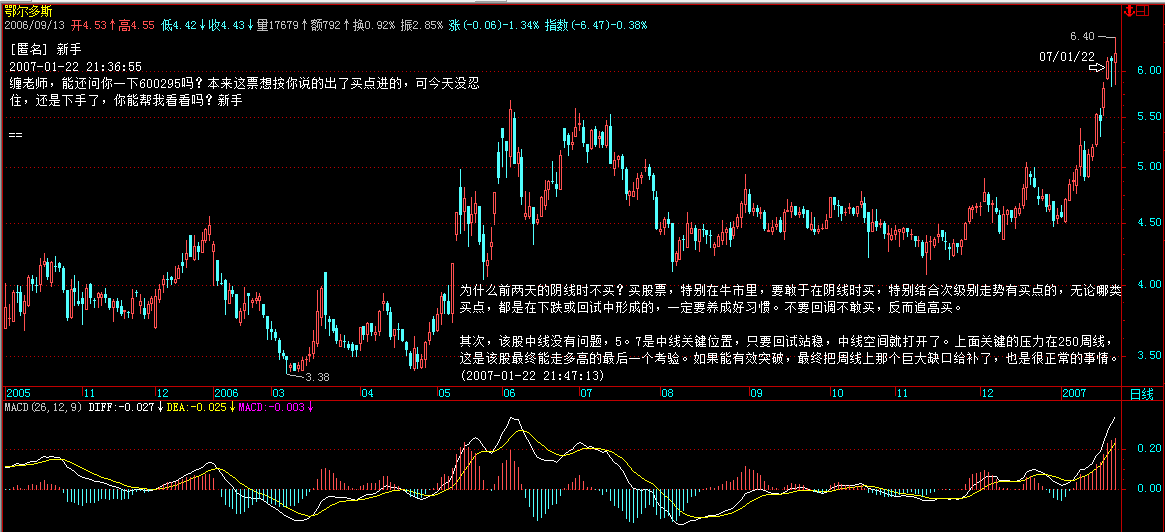 鄂尔多斯 日
2006/09/13 开4.53↑高4.55 低4.42↓收4.43↓量17679↑额792↑换0.92% 振2.85% 涨(-0.06)-1.34% 指数(-6.47)-0.38%
6.40
[匿名] 新手
07/01/22
2007-01-22 21:36:55
6.00
缠老师，能还问你一下600295吗？本来这票想按你说的出了买点进的，可今天没忍
住，还是下手了，你能帮我看看吗？新手
5.50
==
5.00
4.50
4.00
为什么前两天的阴线时不买？买股票，特别在牛市里，要敢于在阴线时买，特别结合次级别走势有买点的，无论哪类
买点，都是在下跌或回试中形成的，一定要养成好习惯。不要回调不敢买，反而追高买。
其次，该股中线没有问题，5。7是中线关键位置，只要回试站稳，中线空间就打开了。上面关键的压力在250周线，
这是该股最终能走多高的最后一个考验。如果能有效突破，最终把周线上那个巨大缺口给补了，也是很正常的事情。
3.50
(2007-01-22 21:47:13)
3.38
2005 11 12 2006 03 04 05 06 07 08 09 10 11 12 2007 日线
MACD(26,12,9) DIFF:-0.027↓DEA:-0.025↓MACD:-0.003↓
0.20
0.00